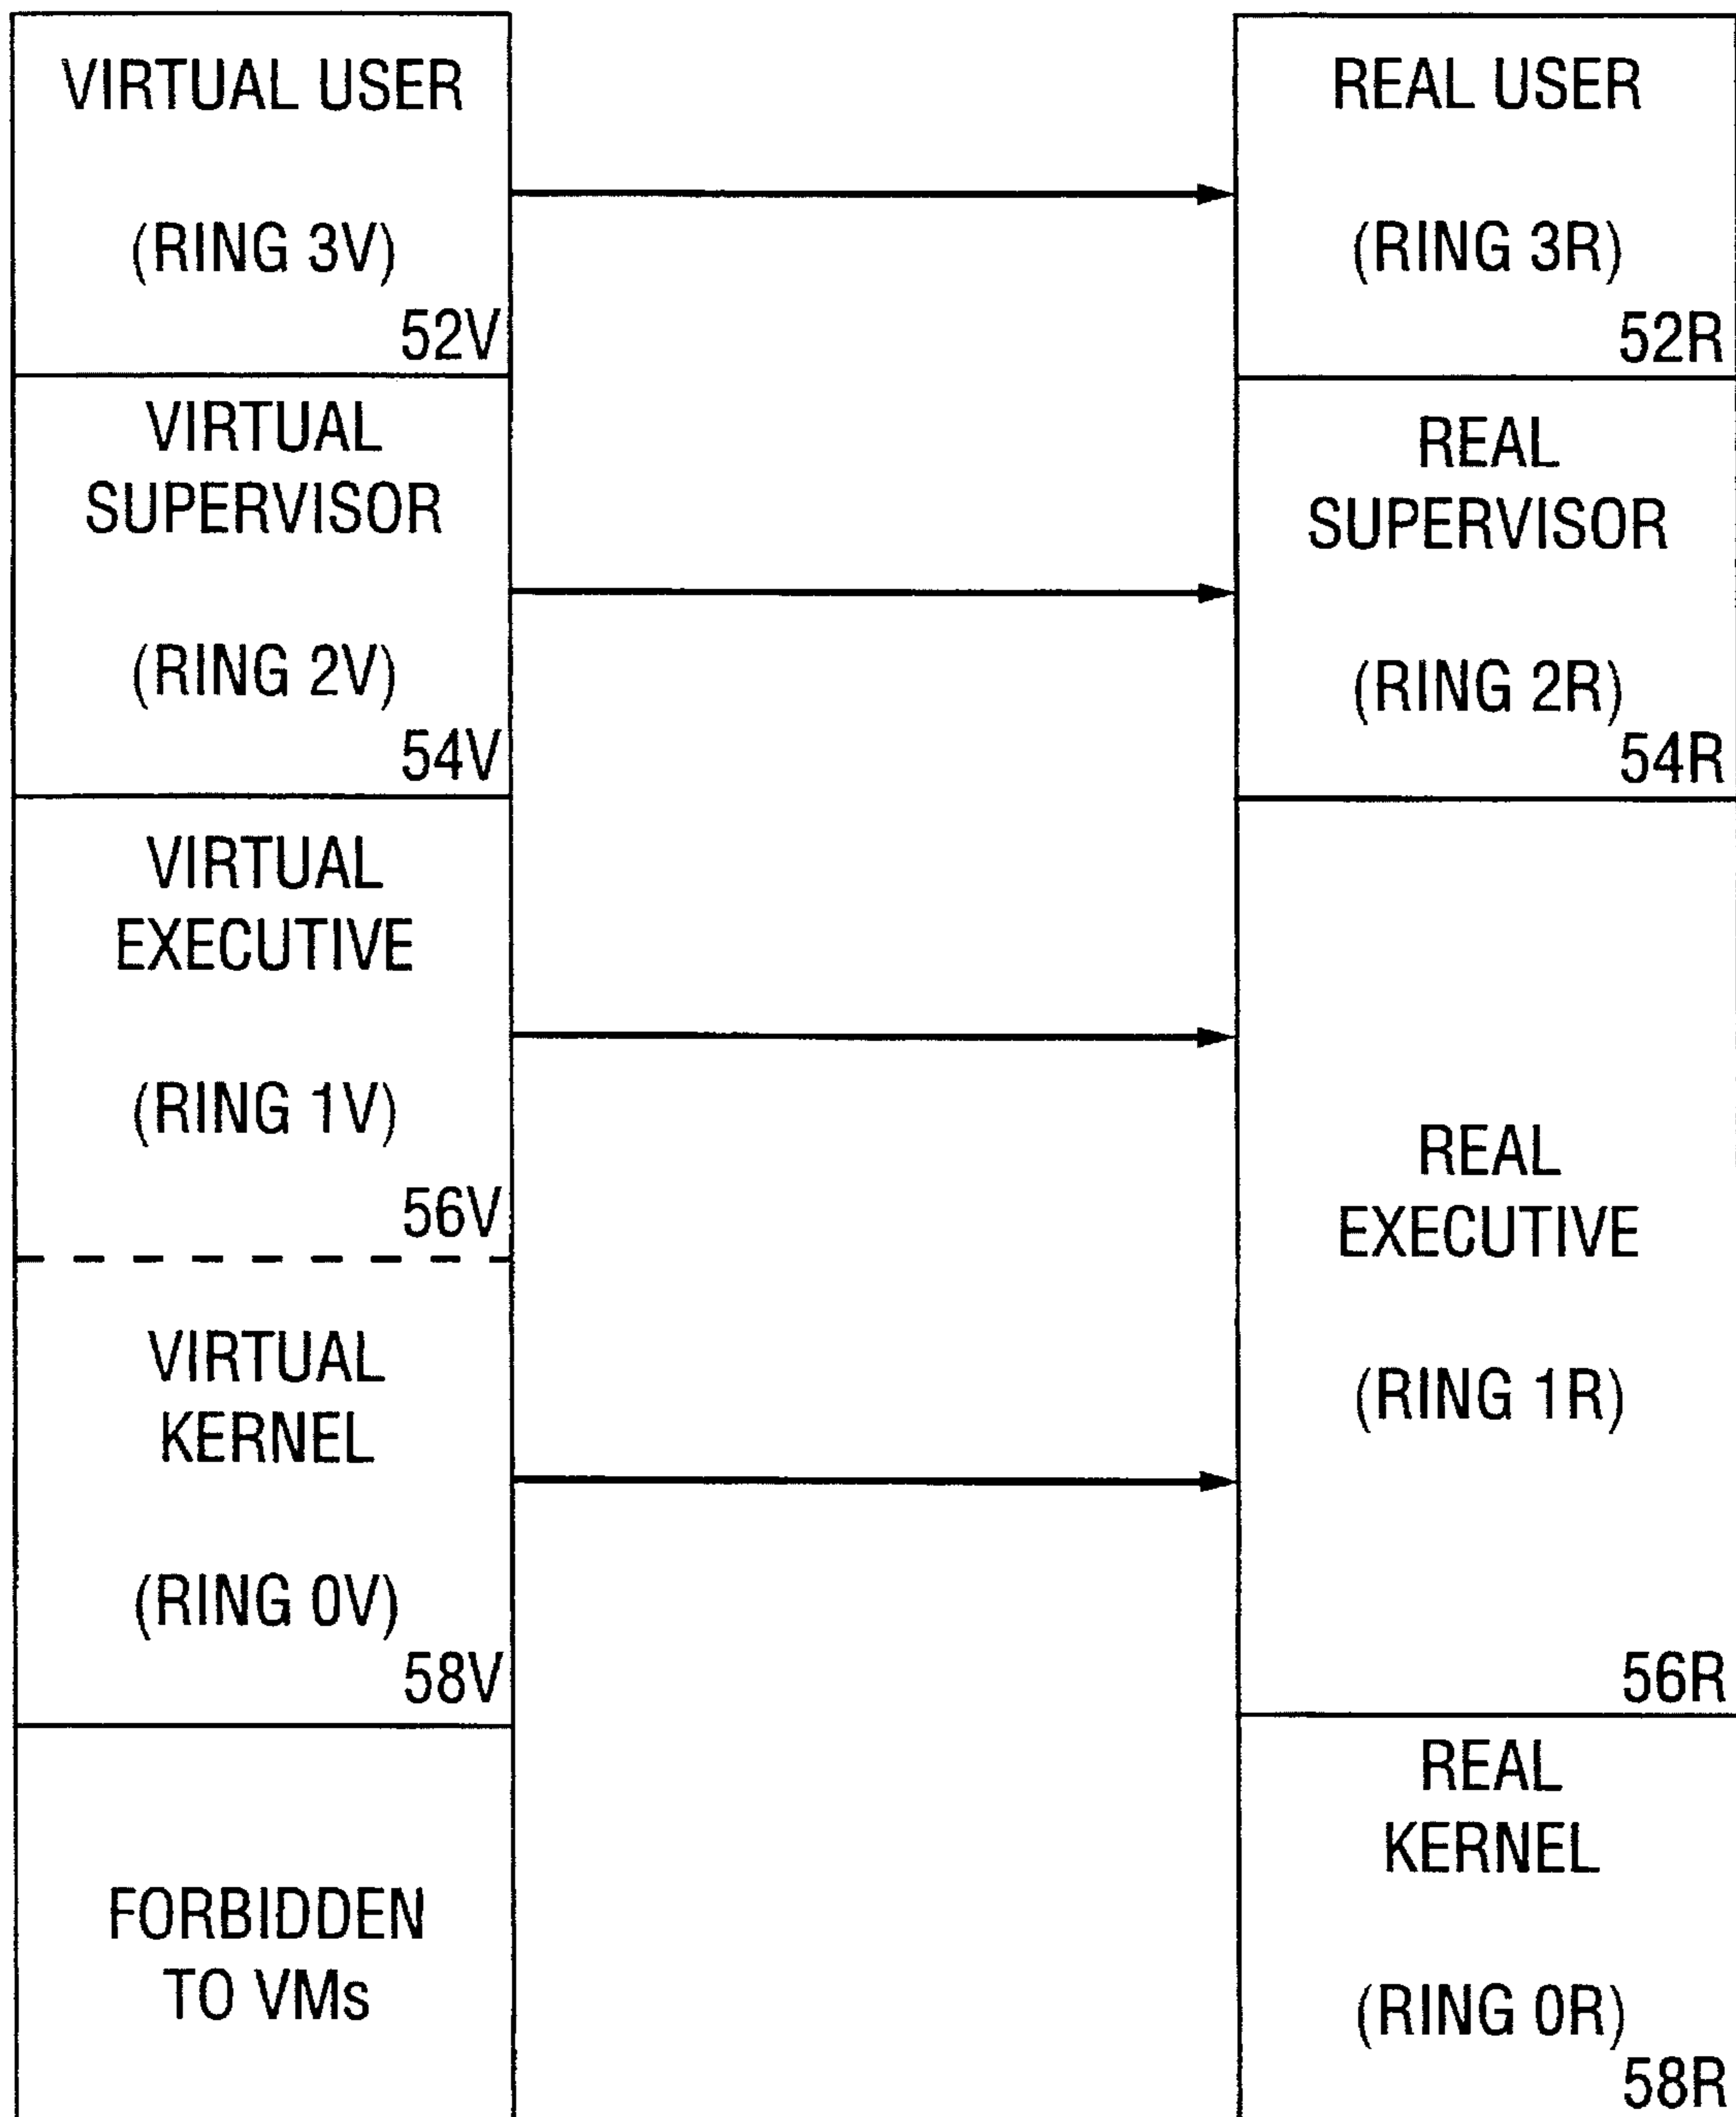 VIRTUAL USER
(RING 3V)
52V
VIRTUAL
SUPERVISOR
(RING 2V)
54V
VIRTUAL
EXECUTIVE
(RING 1V)
56V
VIRTUAL
KERNEL
(RING 0V)
58V
FORBIDDEN
TO VMs
REAL USER
(RING 3R)
52R
REAL
SUPERVISOR
(RING 2R)
54R
REAL
EXECUTIVE
(RING 1R)
56R
REAL
KERNEL
(RING 0R)
58R